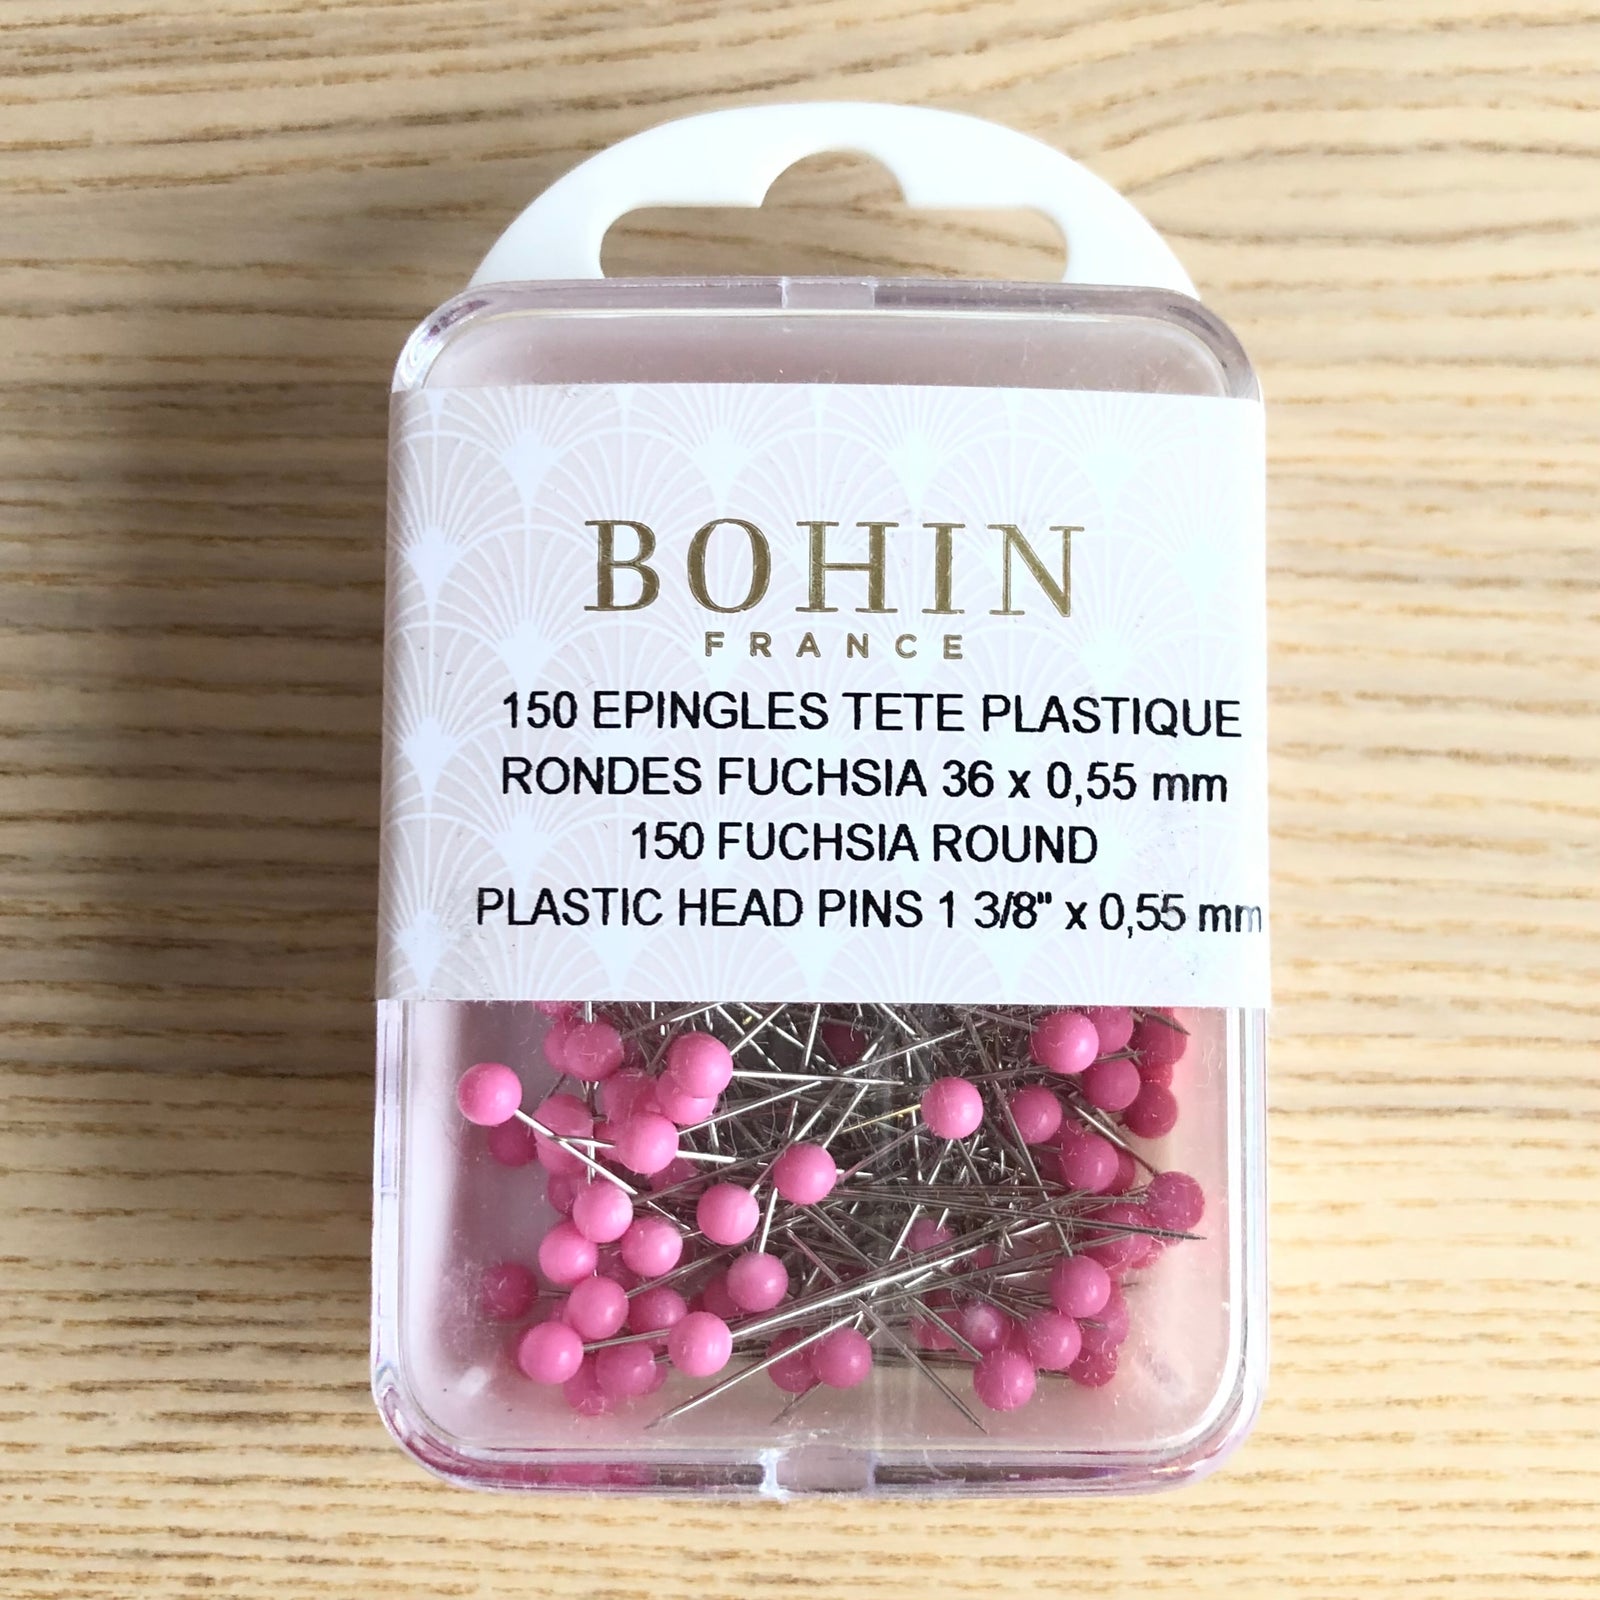 BOHIN
FRANCE
150 EPINGLES TETE PLASTIQUE
RONDES FUCHSIA 36 x 0,55 mm
150 FUCHSIA ROUND
PLASTIC HEAD PINS 1 3/8" x 0,55 mm